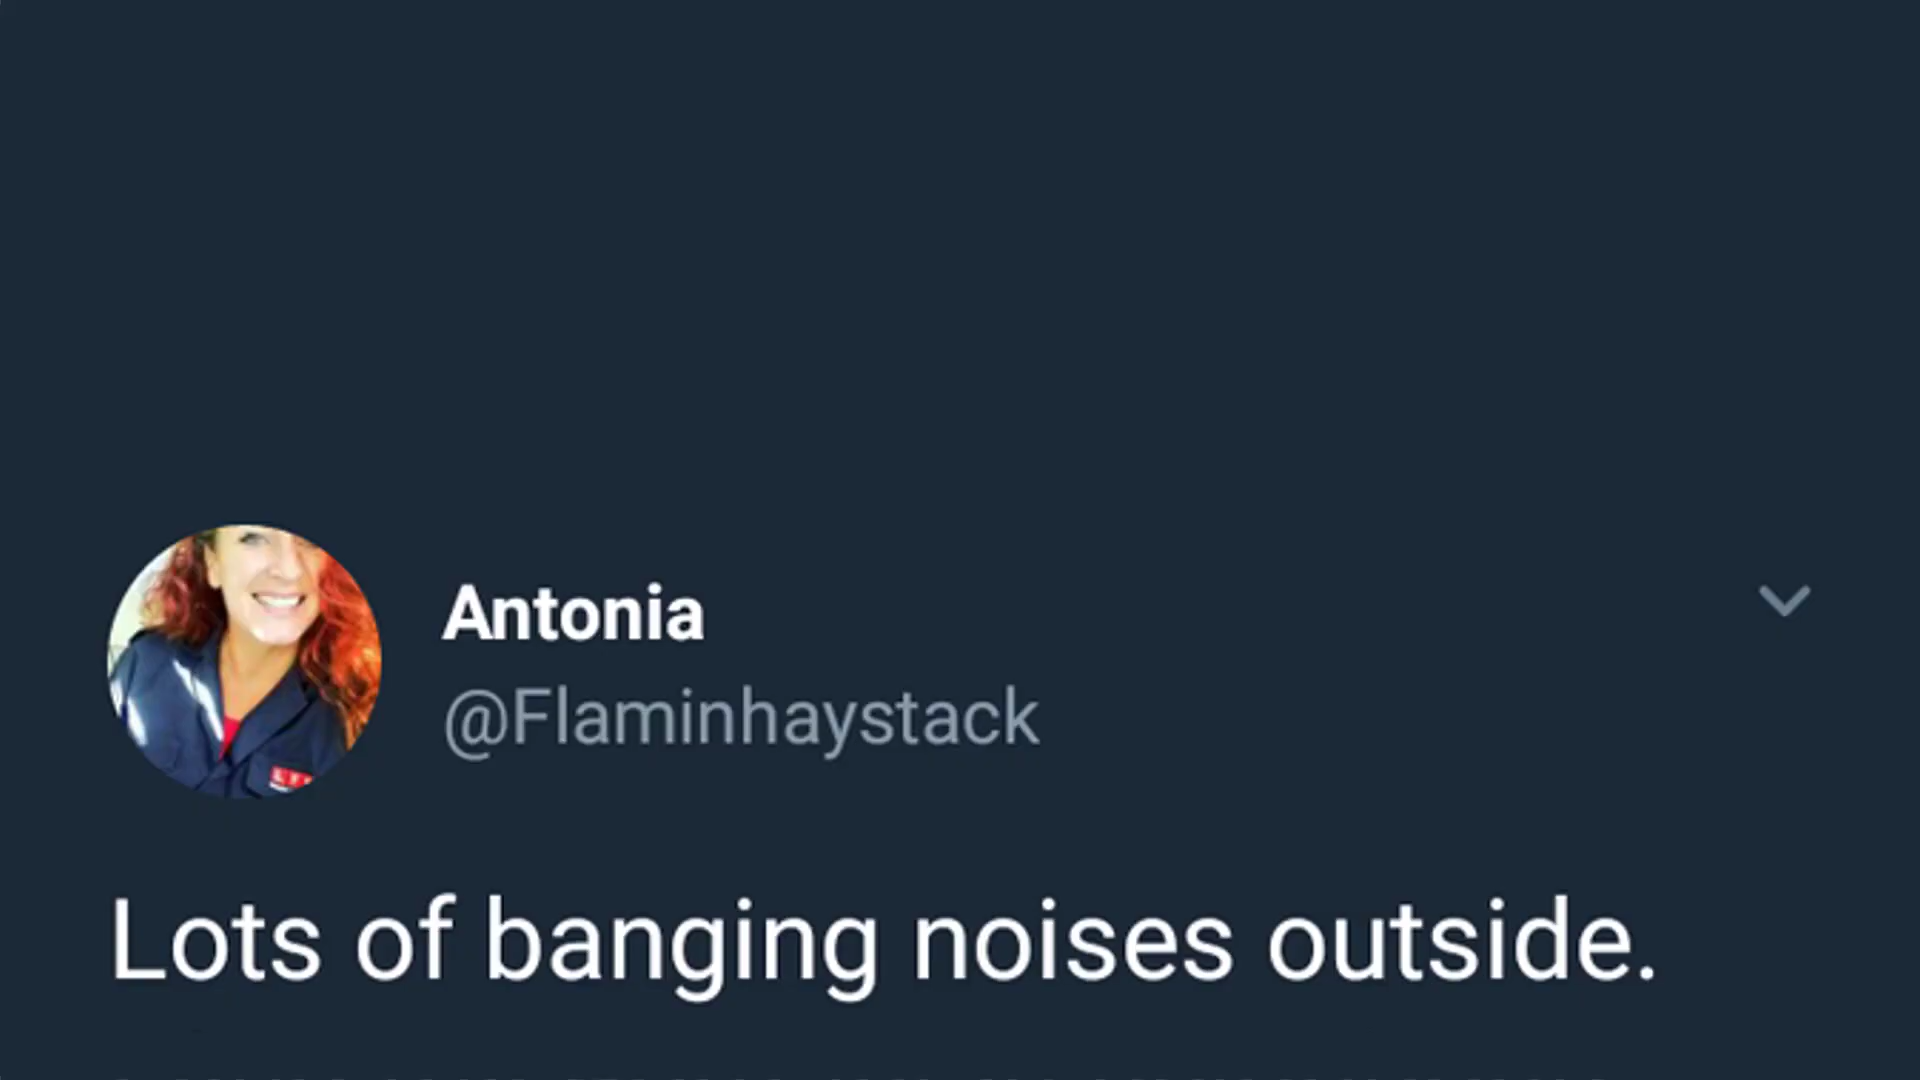 Antonia
@Flaminhaystack
Lots of banging noises outside.